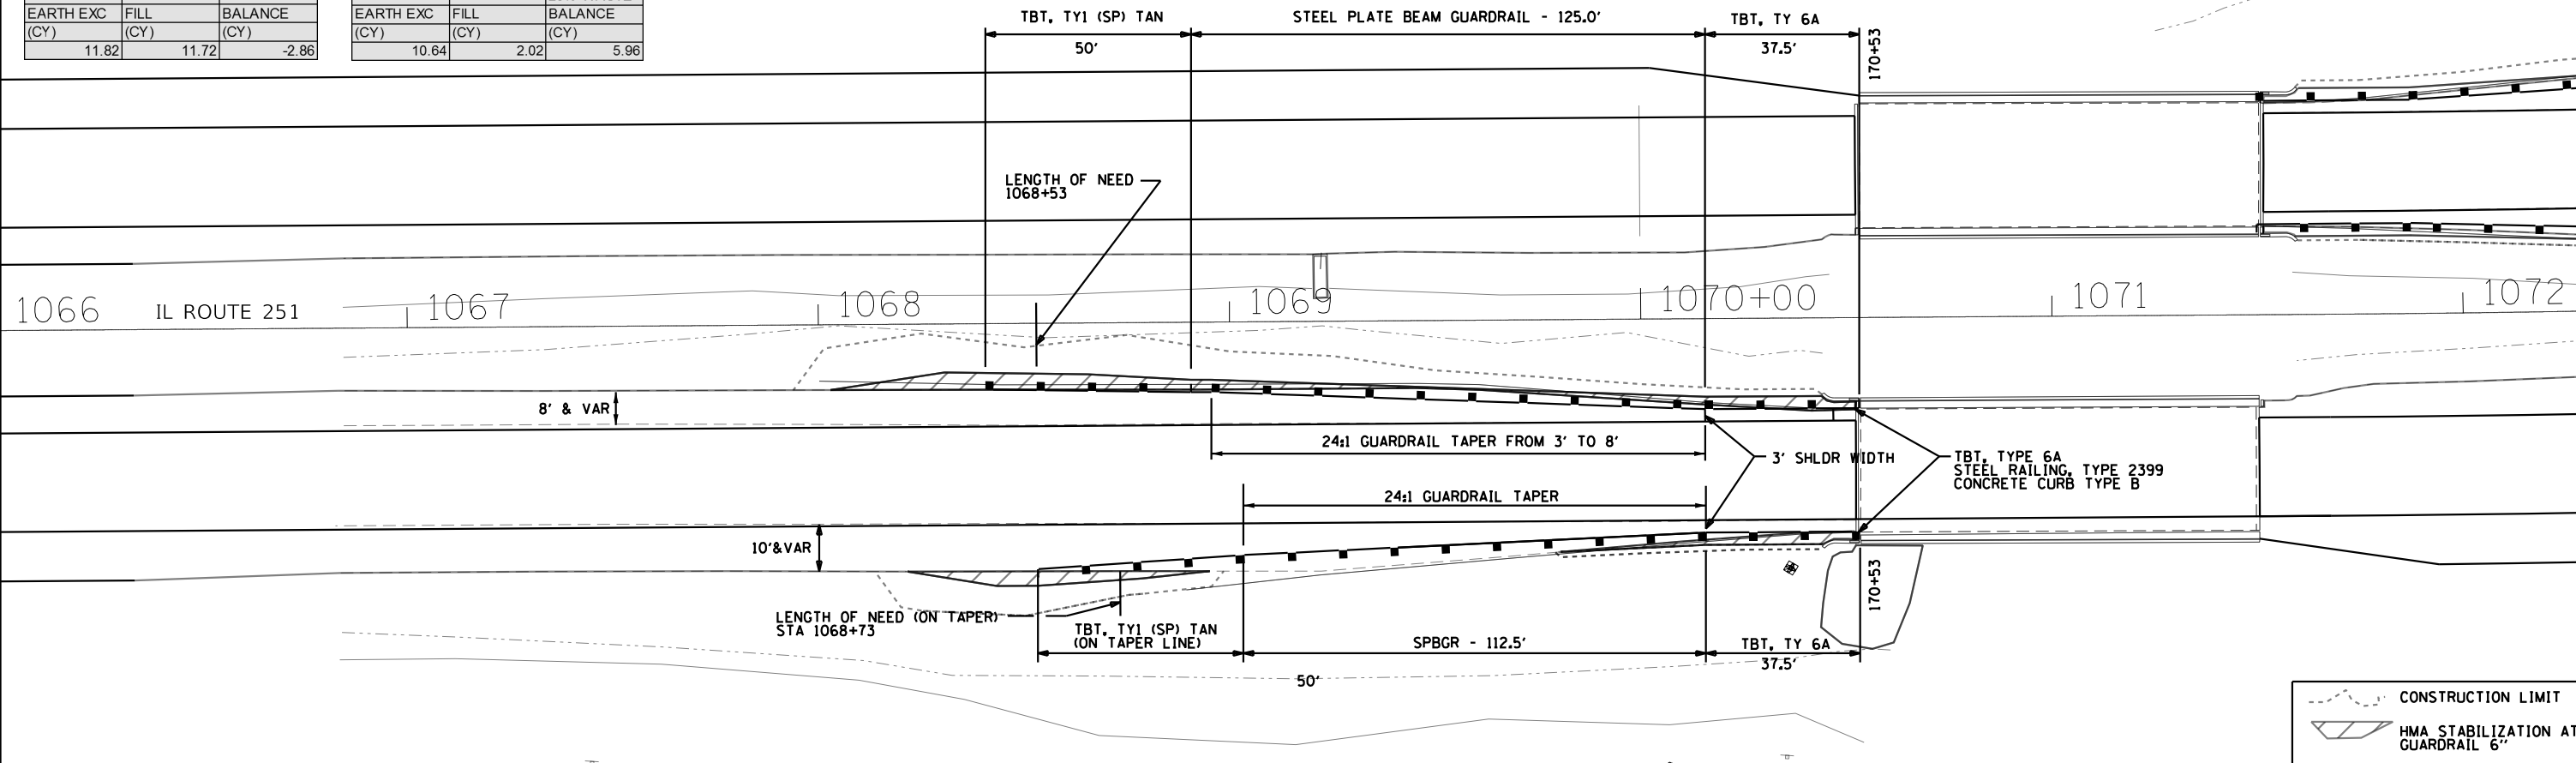 EARTH EXC FILL BALANCE
(CY) (CY) (CY)
11.82 11.72 -2.86
EARTH EXC FILL BALANCE
(CY) (CY) (CY)
10.64 2.02 5.96
TBT, TY1 (SP) TAN
50'
STEEL PLATE BEAM GUARDRAIL - 125.0'
TBT, TY 6A
37.5'
170+53
LENGTH OF NEED
1068+53
1066
IL ROUTE 251
1067
1068
1069
1070+00
1071
1072
8' & VAR
24:1 GUARDRAIL TAPER FROM 3' TO 8'
3' SHLDR WIDTH
TBT, TYPE 6A
STEEL RAILING, TYPE 2399
CONCRETE CURB TYPE B
24:1 GUARDRAIL TAPER
10'&VAR
170+53
LENGTH OF NEED (ON TAPER)
STA 1068+73
TBT, TY1 (SP) TAN
(ON TAPER LINE)
SPBGR - 112.5'
TBT, TY 6A
37.5'
50'
CONSTRUCTION LIMIT
HMA STABILIZATION AT
GUARDRAIL 6"